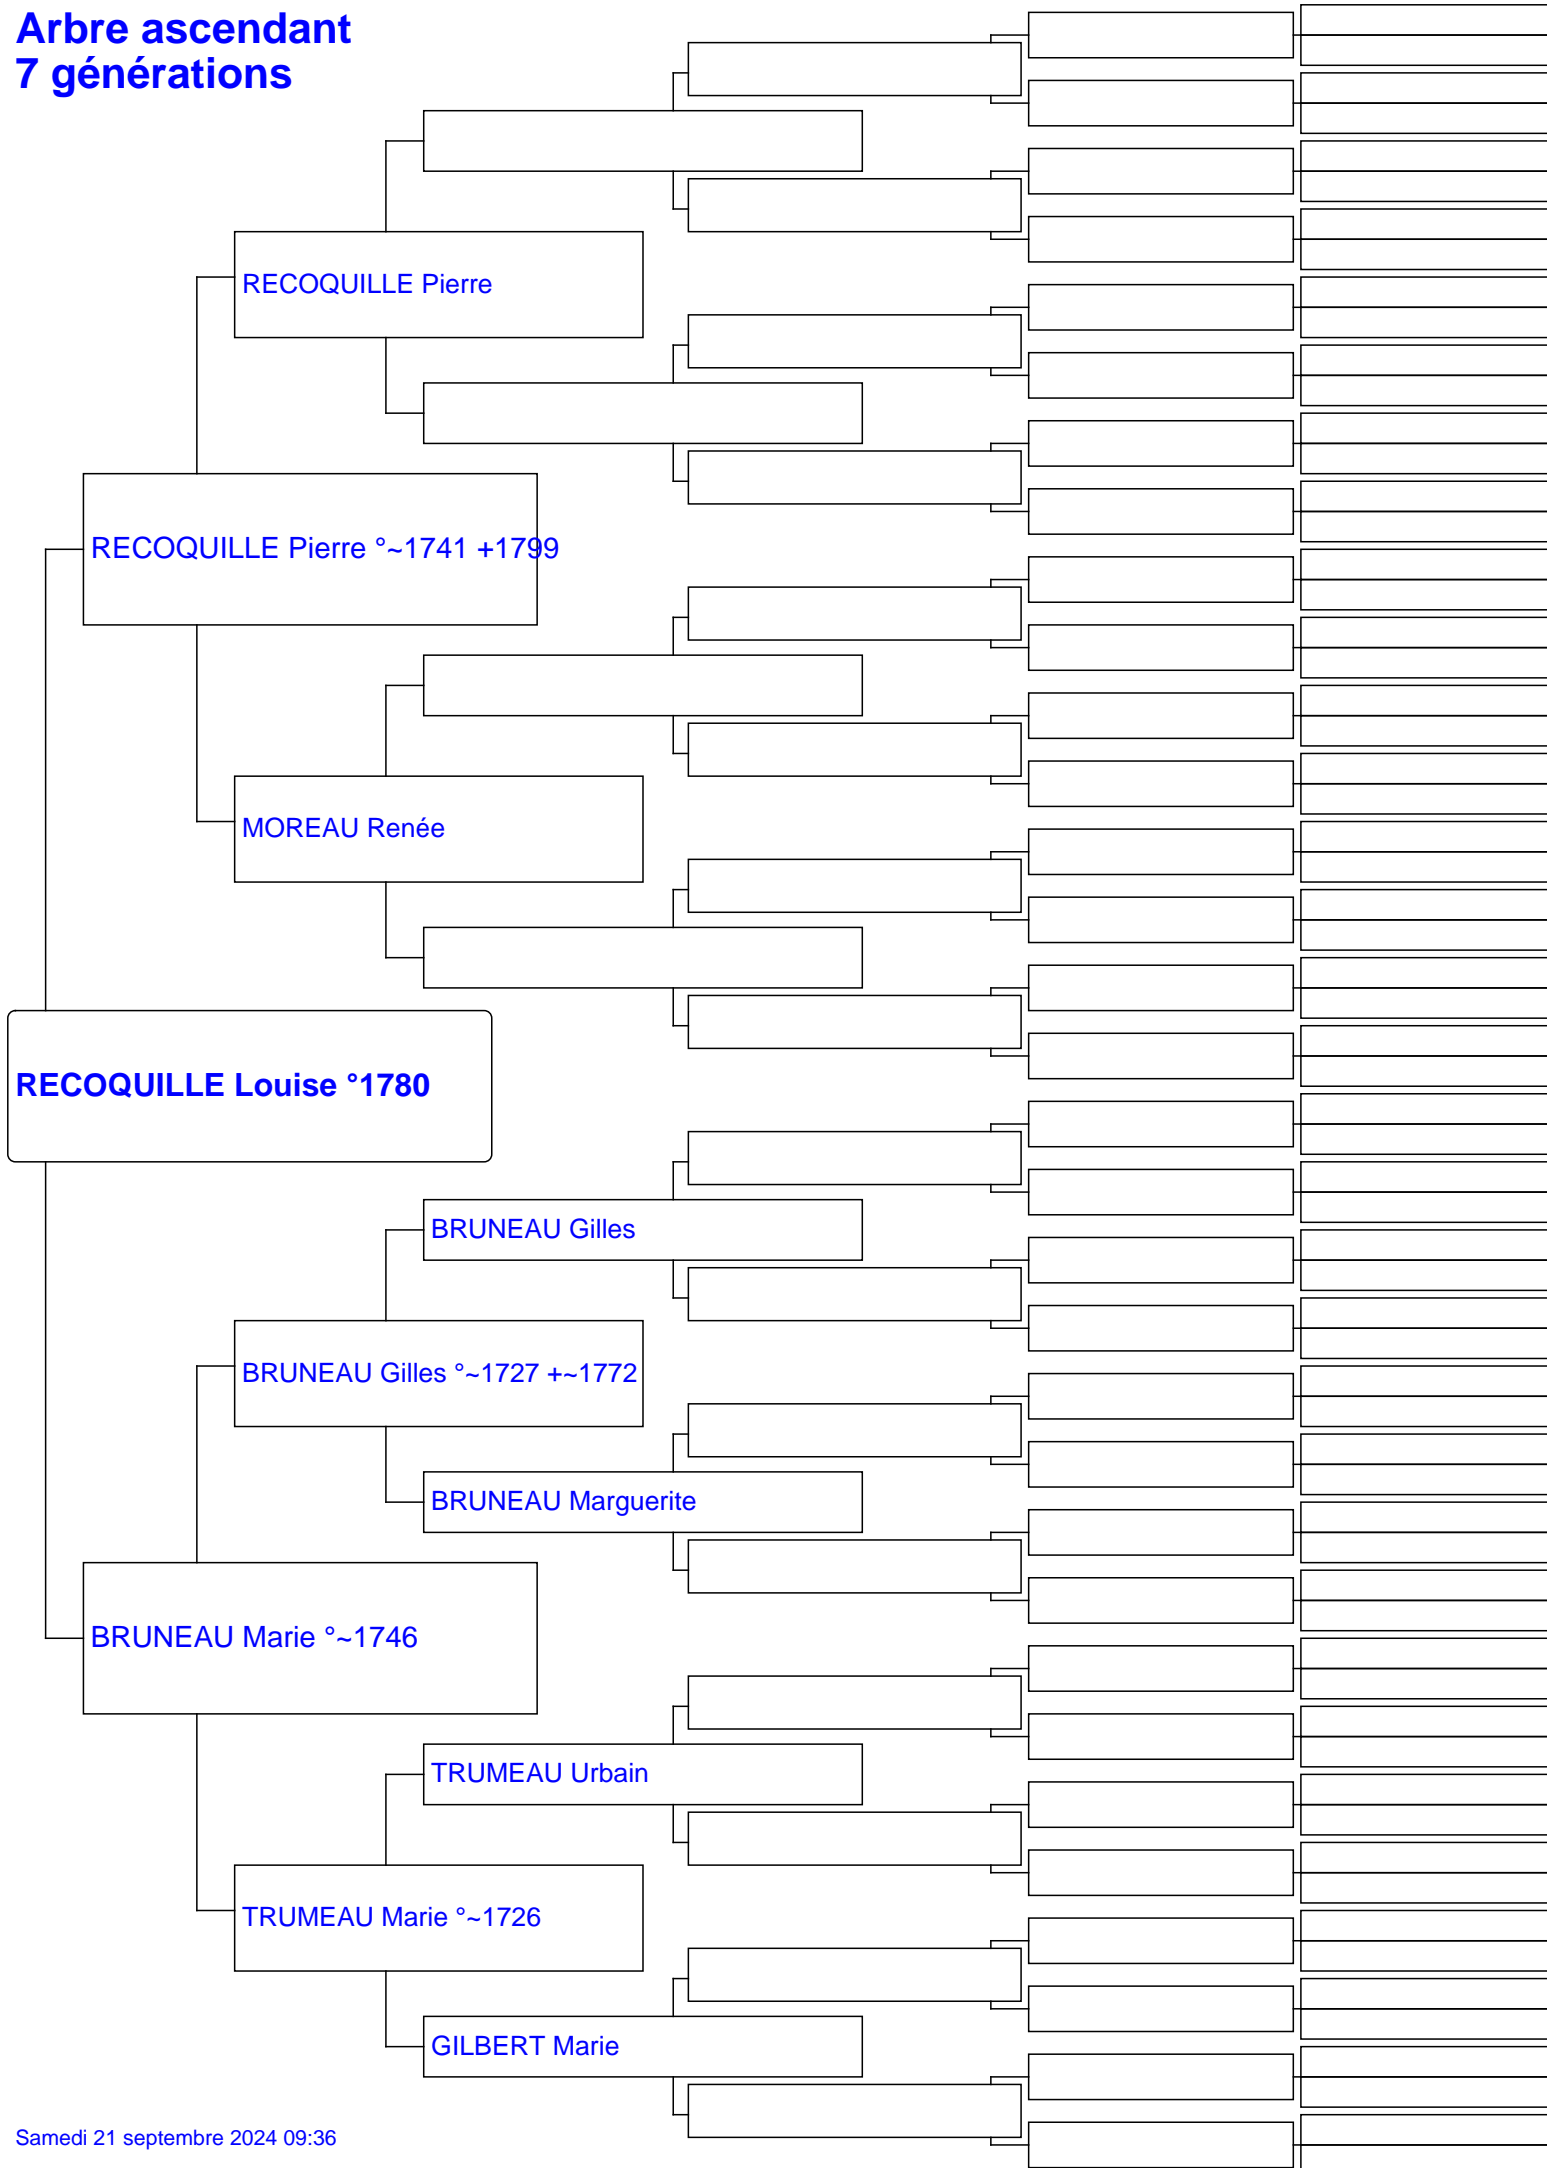 Arbre ascendant
7 générations
RECOQUILLE Pierre
RECOQUILLE Pierre °~1741 +1799
MOREAU Renée
RECOQUILLE Louise °1780
BRUNEAU Gilles
BRUNEAU Gilles °~1727 +~1772
BRUNEAU Marguerite
BRUNEAU Marie °~1746
TRUMEAU Urbain
TRUMEAU Marie °~1726
GILBERT Marie
Samedi 21 septembre 2024 09:36